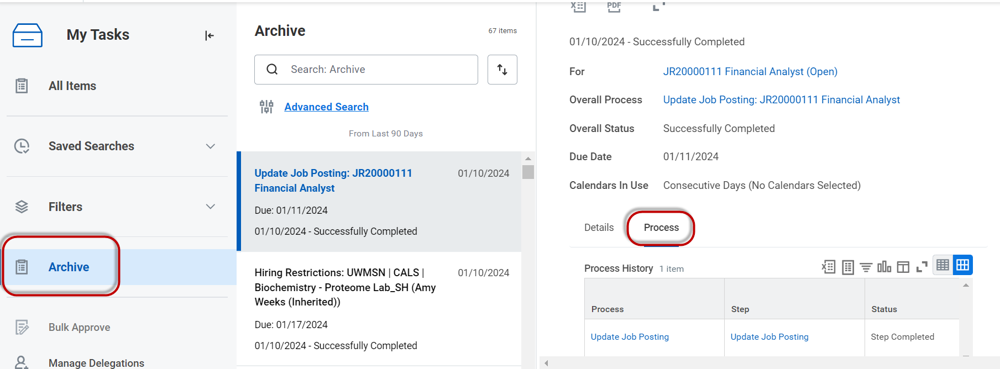 My Tasks
All Items
Saved Searches
Filters
Archive
Bulk Approve
Manage Delegations
Archive
67 items
Search: Archive
Advanced Search
From Last 90 Days
Update Job Posting: JR20000111
Financial Analyst
01/10/2024
Due: 01/11/2024
01/10/2024 - Successfully Completed
Hiring Restrictions: UWMSN | CALS |
Biochemistry - Proteome Lab_SH (Amy
Weeks (Inherited))
01/10/2024
Due: 01/17/2024
01/10/2024 - Successfully Completed
PDF
01/10/2024 - Successfully Completed
For JR20000111 Financial Analyst (Open)
Overall Process Update Job Posting: JR20000111 Financial Analyst
Overall Status Successfully Completed
Due Date 01/11/2024
Calendars In Use Consecutive Days (No Calendars Selected)
Details Process
Process History 1 item
Process Step Status
Update Job Posting Update Job Posting Step Completed